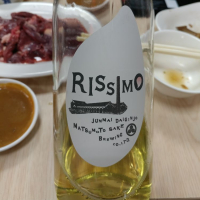 RISSIMO
JUNMAI DAIGINJO
MATSUMOTO SAKE
BREWING
CO.,LTD.